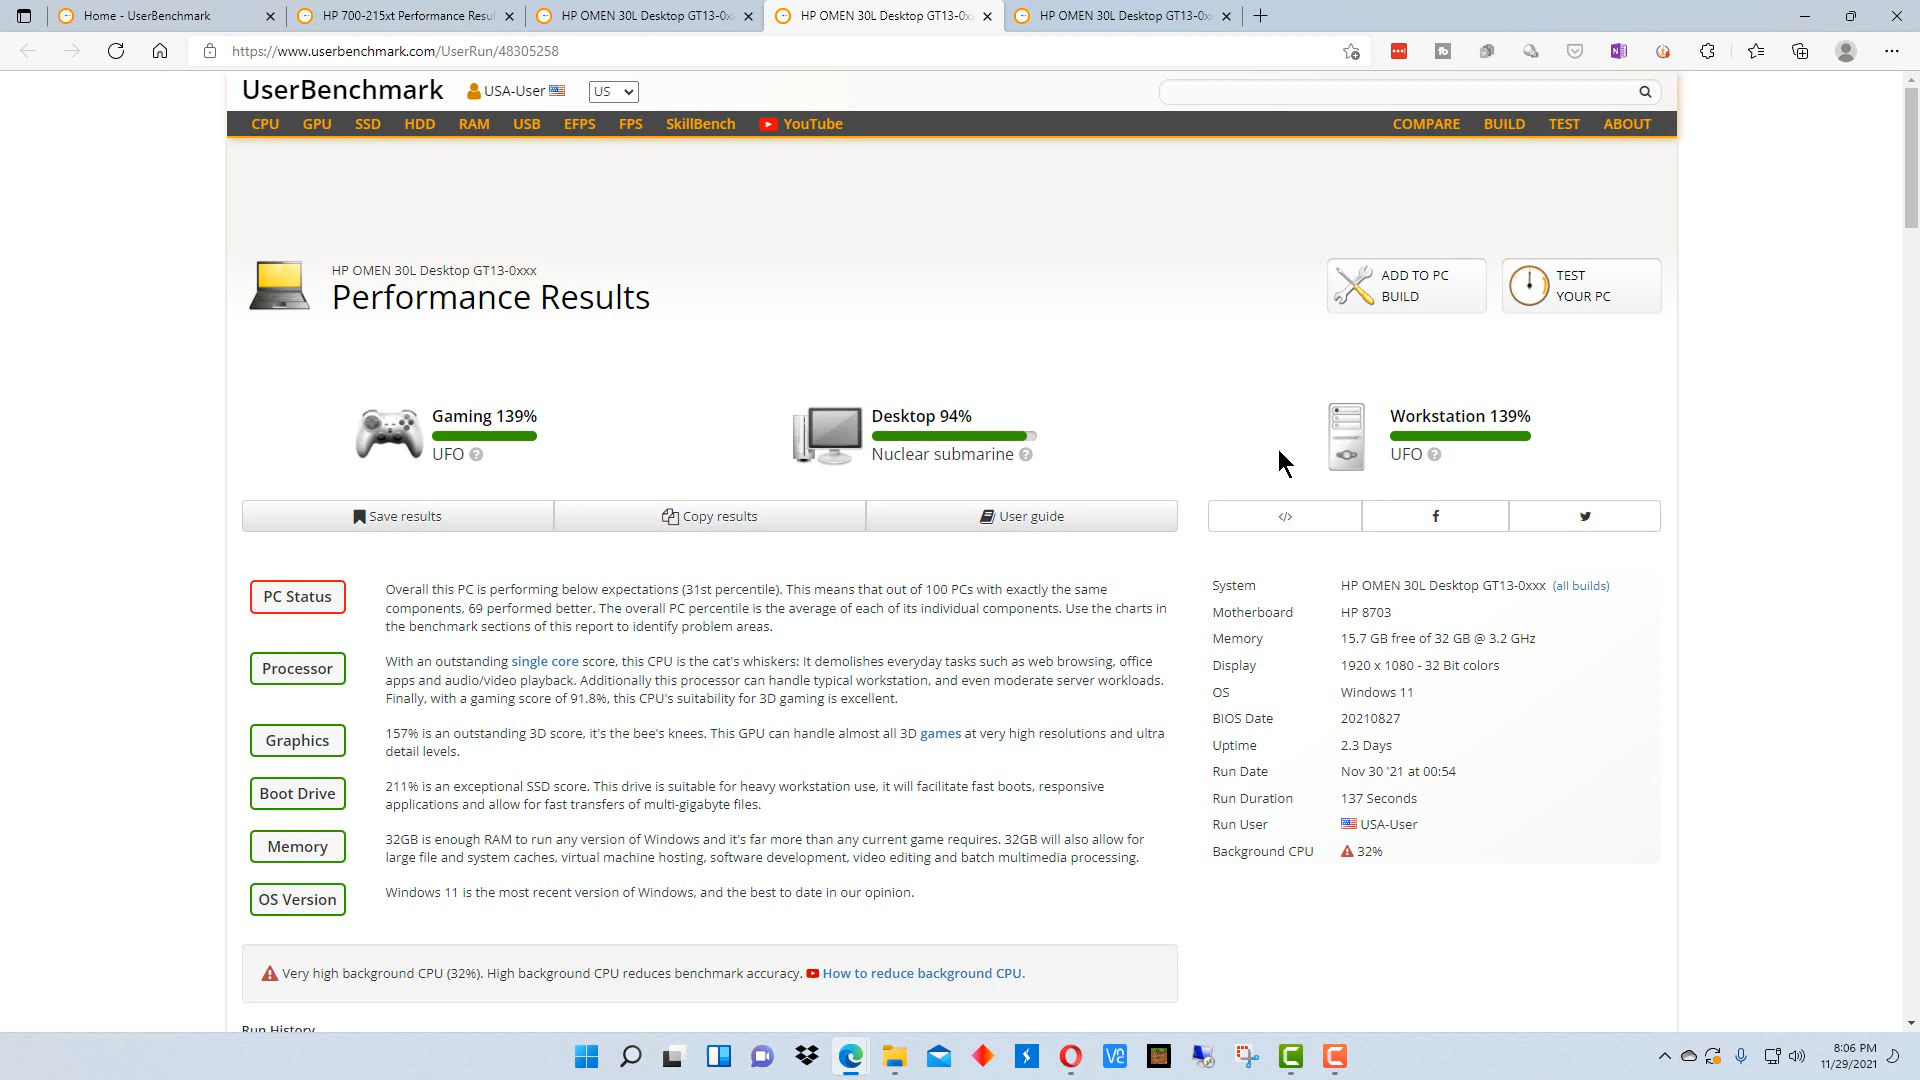 Home - UserBenchmark
HP 700-215xt Performance Resul
HP OMEN 30L Desktop GT13-0x
HP OMEN 30L Desktop GT13-0x
HP OMEN 30L Desktop GT13-0x
https://www.userbenchmark.com/UserRun/48305258
UserBenchmark
USA-User
US
CPU GPU SSD HDD RAM USB EFPS FPS SkillBench YouTube
COMPARE BUILD TEST ABOUT
HP OMEN 30L Desktop GT13-0xxx
Performance Results
ADD TO PC
BUILD
TEST
YOUR PC
Gaming 139%
UFO ?
Desktop 94%
Nuclear submarine ?
Workstation 139%
UFO ?
Save results
Copy results
User guide
</>
f
PC Status
Overall this PC is performing below expectations (31st percentile). This means that out of 100 PCs with exactly the same
components, 69 performed better. The overall PC percentile is the average of each of its individual components. Use the charts in
the benchmark sections of this report to identify problem areas.
Processor
With an outstanding single core score, this CPU is the cat's whiskers: It demolishes everyday tasks such as web browsing, office
apps and audio/video playback. Additionally this processor can handle typical workstation, and even moderate server workloads.
Finally, with a gaming score of 91.8%, this CPU's suitability for 3D gaming is excellent.
Graphics
157% is an outstanding 3D score, it's the bee's knees. This GPU can handle almost all 3D games at very high resolutions and ultra
detail levels.
Boot Drive
211% is an exceptional SSD score. This drive is suitable for heavy workstation use, it will facilitate fast boots, responsive
applications and allow for fast transfers of multi-gigabyte files.
Memory
32GB is enough RAM to run any version of Windows and it's far more than any current game requires. 32GB will also allow for
large file and system caches, virtual machine hosting, software development, video editing and batch multimedia processing.
OS Version
Windows 11 is the most recent version of Windows, and the best to date in our opinion.
System HP OMEN 30L Desktop GT13-0xxx (all builds)
Motherboard HP 8703
Memory 15.7 GB free of 32 GB @ 3.2 GHz
Display 1920 x 1080 - 32 Bit colors
OS Windows 11
BIOS Date 20210827
Uptime 2.3 Days
Run Date Nov 30 '21 at 00:54
Run Duration 137 Seconds
Run User USA-User
Background CPU 32%
Very high background CPU (32%). High background CPU reduces benchmark accuracy. How to reduce background CPU.
Run History
8:06 PM
11/29/2021